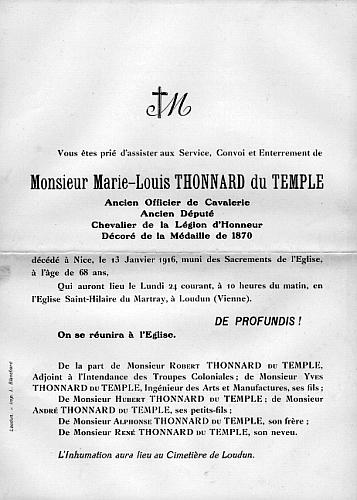 M
Vous êtes prié d'assister aux Service, Convoi et Enterrement de
Monsieur Marie-Louis THONNARD du TEMPLE
Ancien Officier de Cavalerie
Ancien Député
Chevalier de la Légion d'Honneur
Décoré de la Médaille de 1870
décédé à Nice, le 13 Janvier 1916, muni des Sacrements de l'Eglise,
à l'âge de 68 ans,
Qui auront lieu le Lundi 24 courant, à 10 heures du matin, en
l'Eglise Saint-Hilaire du Martray, à Loudun (Vienne).
DE PROFUNDIS !
On se réunira à l'Eglise.
De la part de Monsieur ROBERT THONNARD DU TEMPLE,
Adjoint à l'Intendance des Troupes Coloniales ; de Monsieur YVES
THONNARD DU TEMPLE, Ingénieur des Arts et Manufactures, ses fils ;
De Monsieur HUBERT THONNARD DU TEMPLE ; de Monsieur
ANDRÉ THONNARD DU TEMPLE, ses petits-fils ;
De Monsieur ALPHONSE THONNARD DU TEMPLE, son frère ;
De Monsieur RENÉ THONNARD DU TEMPLE, son neveu.
L'Inhumation aura lieu au Cimetière de Loudun.
Loudun. — Imp. J.